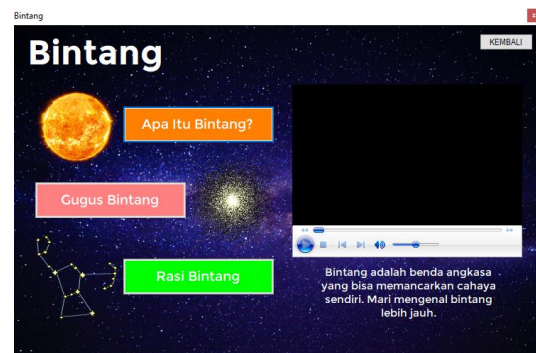 Bintang
KEMBALI
Bintang
Apa Itu Bintang?
Gugus Bintang
Rasi Bintang
Bintang adalah benda angkasa
yang bisa memancarkan cahaya
sendiri. Mari mengenal bintang
lebih jauh.